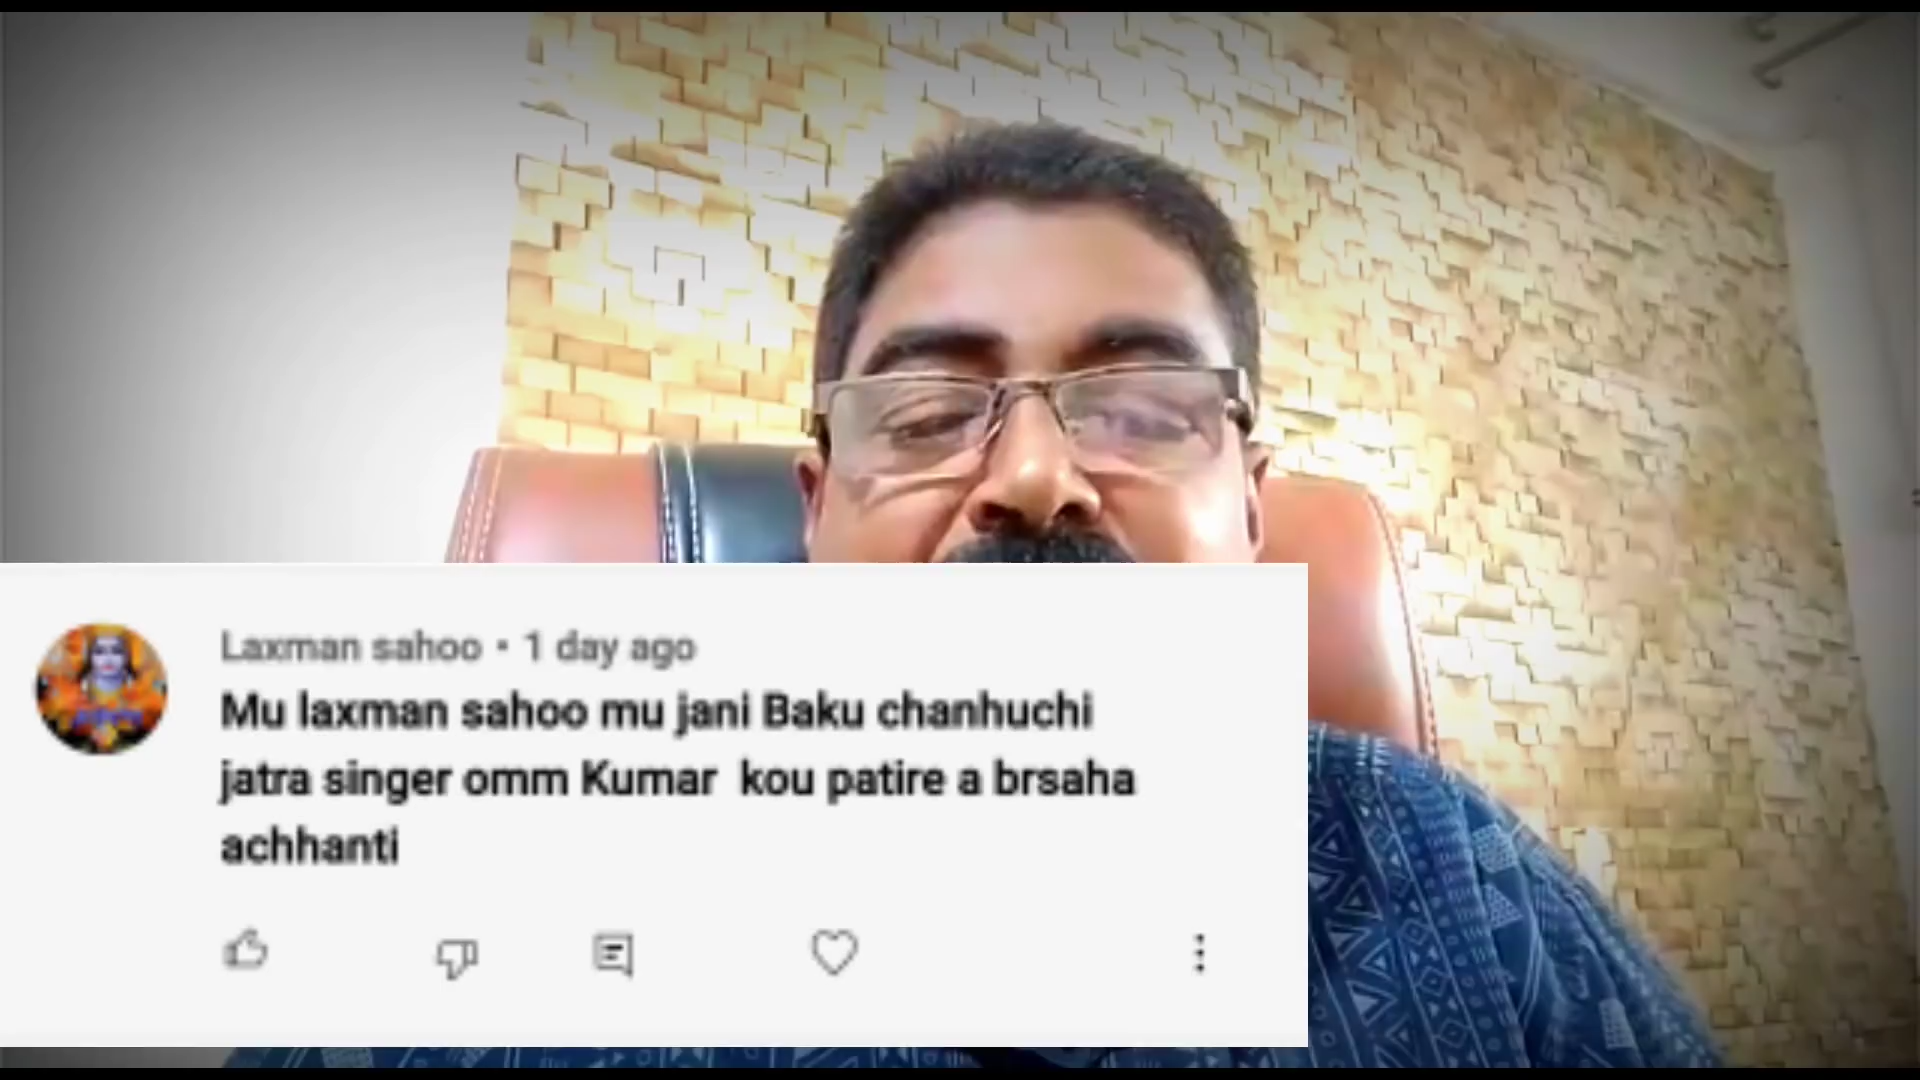 Laxman sahoo • 1 day ago
Mu laxman sahoo mu jani Baku chanhuchi
jatra singer omm Kumar kou patire a brsaha
achhanti